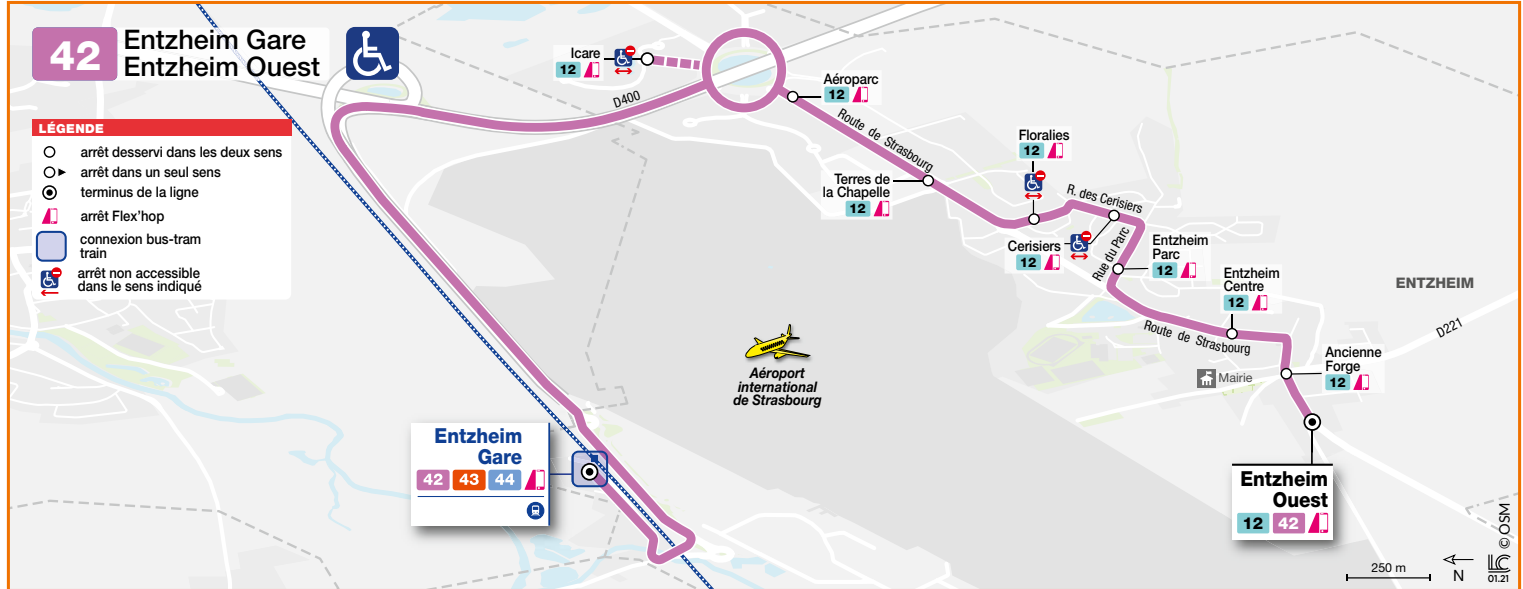 42
Entzheim Gare
Entzheim Ouest
LÉGENDE
arrêt desservi dans les deux sens
arrêt dans un seul sens
terminus de la ligne
arrêt Flex'hop
connexion bus-tram
train
arrêt non accessible
dans le sens indiqué
Icare
12
D400
Aéroparc
12
Route de Strasbourg
Terres de
la Chapelle
12
Floralies
12
R. des Cerisiers
Cerisiers
12
Rue du Parc
Entzheim
Parc
12
Entzheim
Centre
12
Route de Strasbourg
ENTZHEIM
D221
Ancienne
Forge
12
Mairie
Aéroport
international
de Strasbourg
Entzheim
Gare
42 43 44
Entzheim
Ouest
12 42
250 m
N
01.21
© OSM